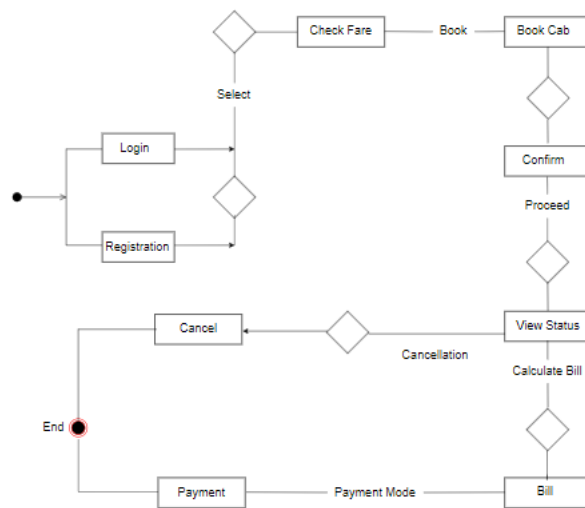 Check Fare
Book
Book Cab
Select
Login
Confirm
Proceed
Registration
View Status
Cancel
Cancellation
Calculate Bill
End
Payment
Payment Mode
Bill